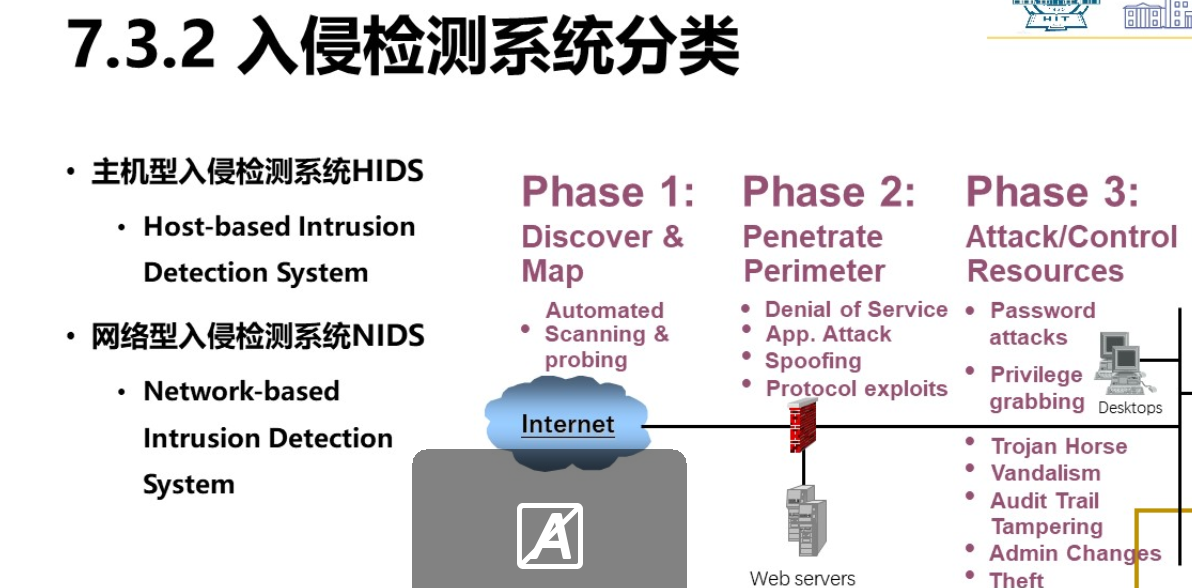 7.3.2 入侵检测系统分类
HIT
• 主机型入侵检测系统HIDS
• Host-based Intrusion
Detection System
• 网络型入侵检测系统NIDS
• Network-based
Intrusion Detection
System
Phase 1:
Discover &
Map
• Automated
Scanning &
probing
Internet
Phase 2:
Penetrate
Perimeter
• Denial of Service
• App. Attack
• Spoofing
• Protocol exploits
Web servers
Phase 3:
Attack/Control
Resources
• Password
attacks
• Privilege
grabbing
Desktops
• Trojan Horse
• Vandalism
• Audit Trail
Tampering
• Admin Changes
• Theft
A